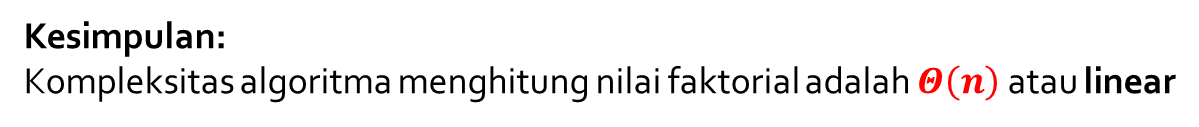 Kesimpulan:
Kompleksitas algoritma menghitung nilai faktorial adalah Θ(n) atau linear